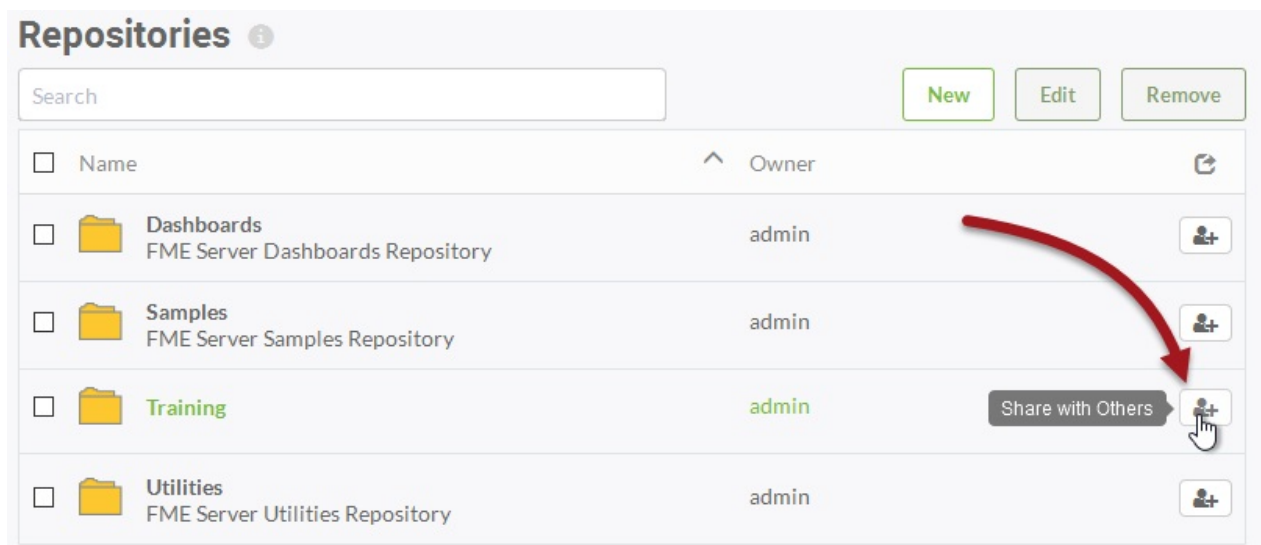 Repositories
Search
New Edit Remove
Name Owner
Dashboards
FME Server Dashboards Repository
admin
Samples
FME Server Samples Repository
admin
Training
admin
Share with Others
Utilities
FME Server Utilities Repository
admin